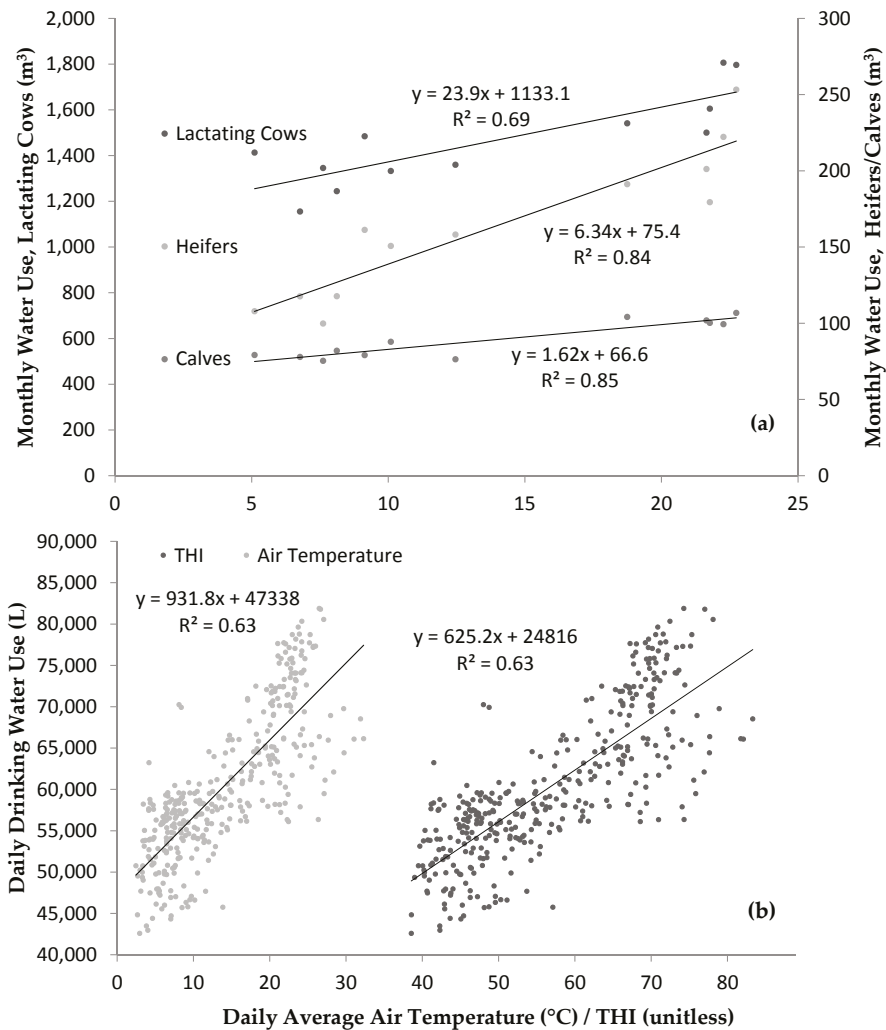 2,000
1,800
1,600
1,400
1,200
1,000
800
600
400
200
0
Monthly Water Use, Lactating Cows (m³)
300
250
200
150
100
50
0
Monthly Water Use, Heifers/Calves (m³)
y = 23.9x + 1133.1
R² = 0.69
Lactating Cows
Heifers
y = 6.34x + 75.4
R² = 0.84
Calves
y = 1.62x + 66.6
R² = 0.85
(a)
0 5 10 15 20 25
90,000
85,000
80,000
75,000
70,000
65,000
60,000
55,000
50,000
45,000
40,000
Daily Drinking Water Use (L)
THI Air Temperature
y = 931.8x + 47338
R² = 0.63
y = 625.2x + 24816
R² = 0.63
(b)
0 10 20 30 40 50 60 70 80
Daily Average Air Temperature (°C) / THI (unitless)